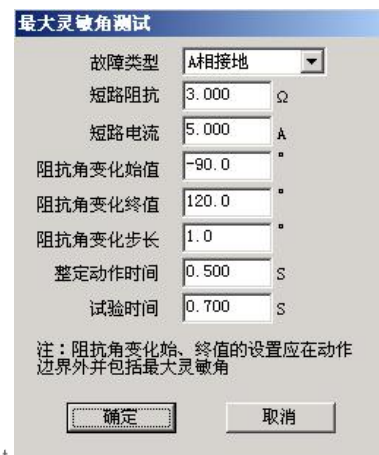 最大灵敏角测试
故障类型 A相接地
短路阻抗 3.000 Ω
短路电流 5.000 A
阻抗角变化始值 -90.0 °
阻抗角变化终值 120.0 °
阻抗角变化步长 1.0 °
整定动作时间 0.500 S
试验时间 0.700 S
注：阻抗角变化始、终值的设置应在动作
边界外并包括最大灵敏角
确定 取消